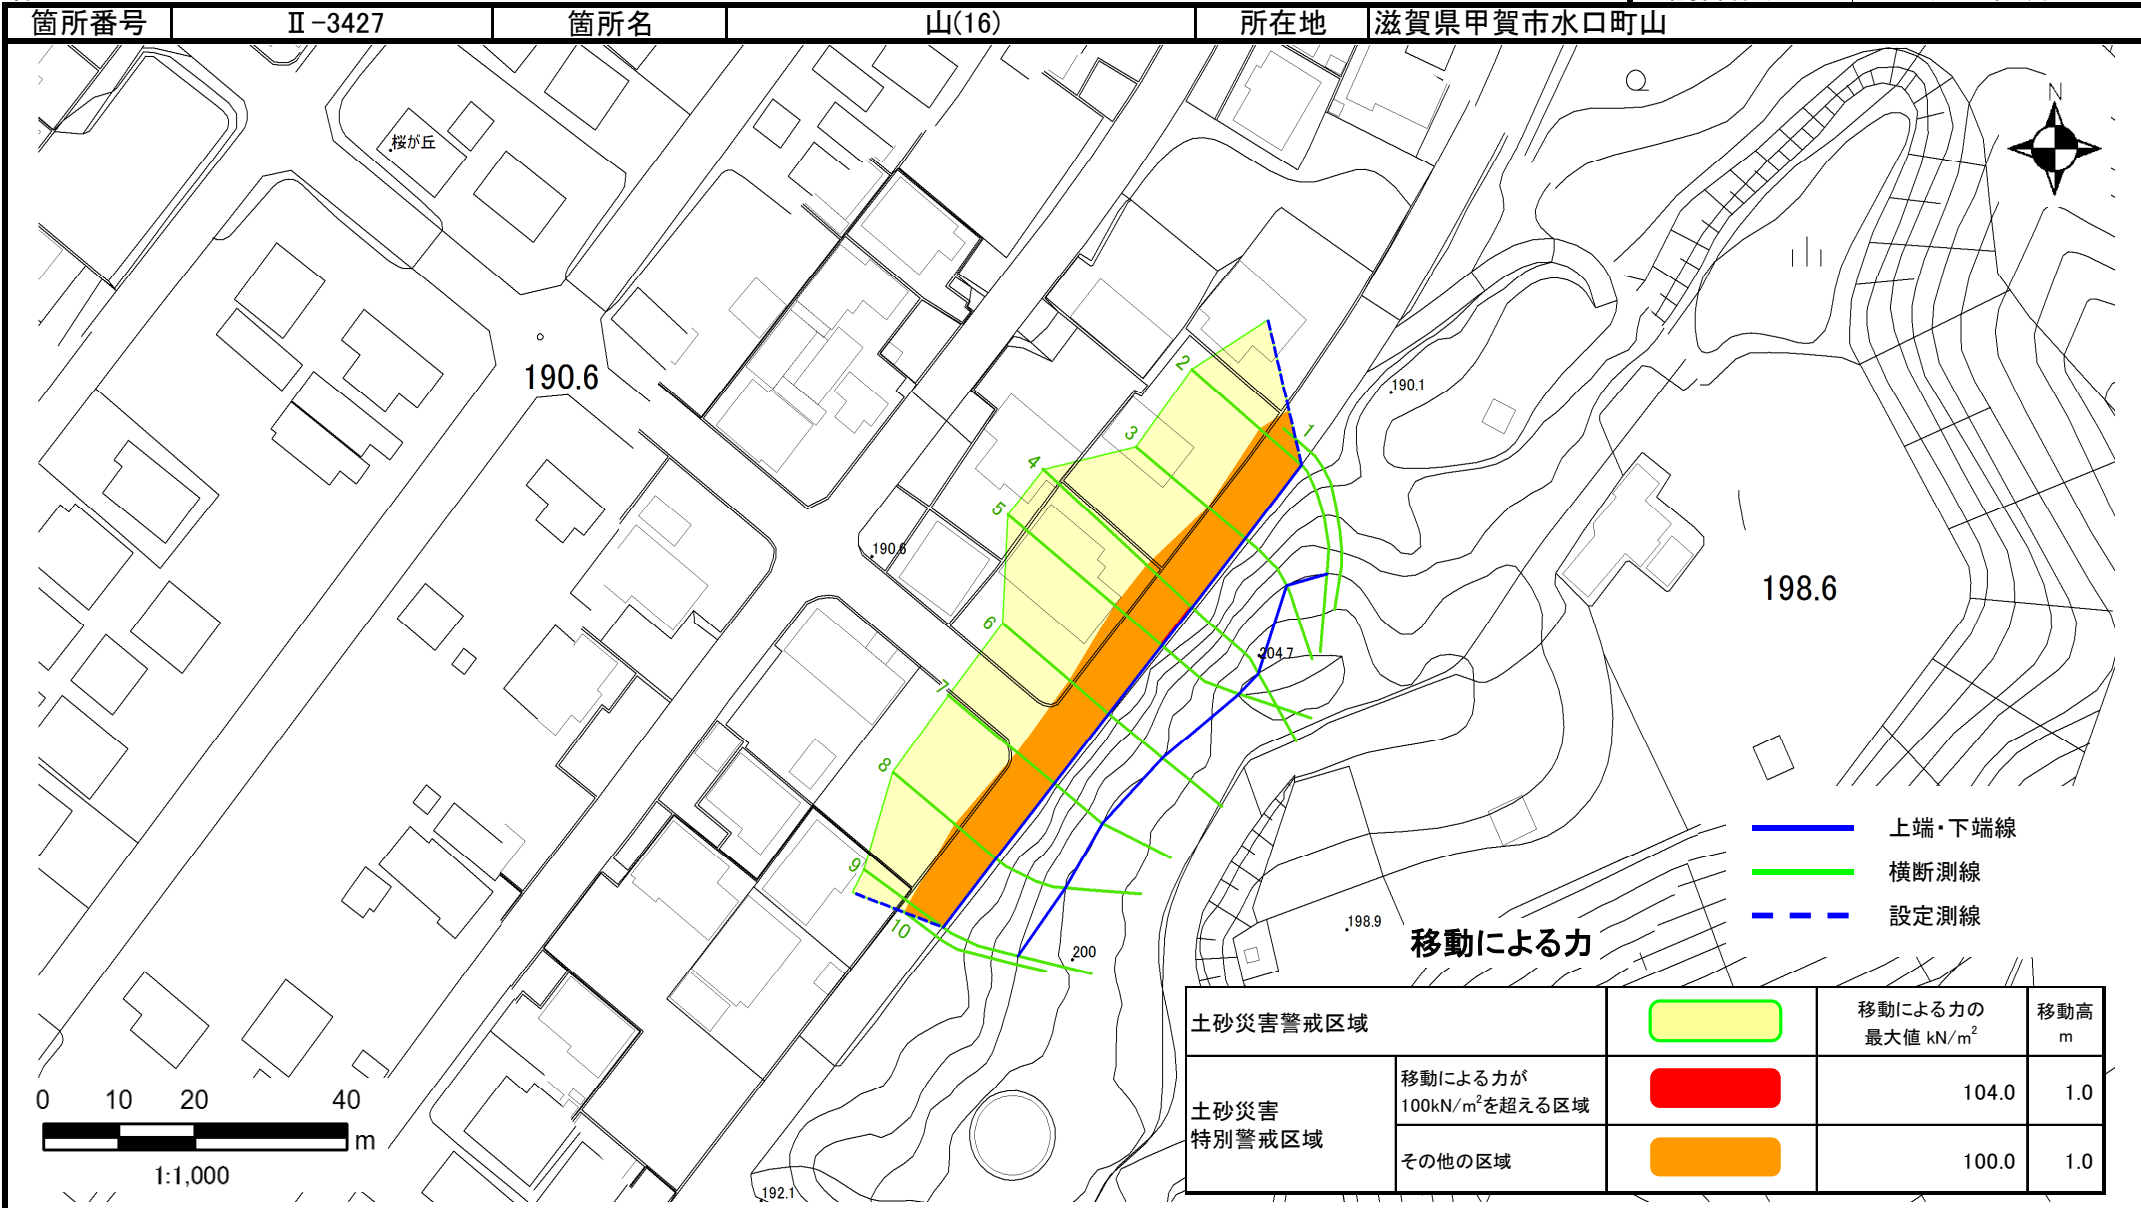 箇所番号 Ⅱ-3427 箇所名 山(16) 所在地 滋賀県甲賀市水口町山
N
桜が丘
190.6
190.1
190.6
198.6
204.7
198.9
200
192.1
1
2
3
4
5
6
7
8
9
10
上端・下端線
横断測線
設定測線
移動による力
土砂災害警戒区域
移動による力の
最大値 kN/m²
移動高
m
土砂災害
特別警戒区域
移動による力が
100kN/m²を超える区域
104.0 1.0
その他の区域
100.0 1.0
0 10 20 40
m
1:1,000